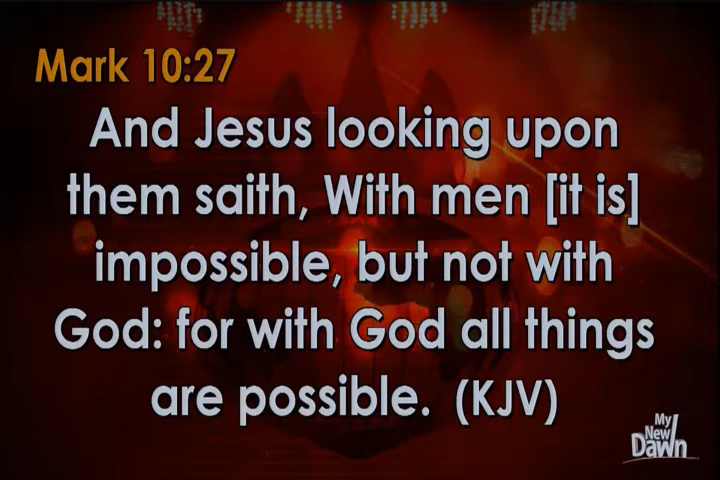 Mark 10:27
And Jesus looking upon
them saith, With men [it is]
impossible, but not with
God: for with God all things
are possible. (KJV)
My
New
Dawn